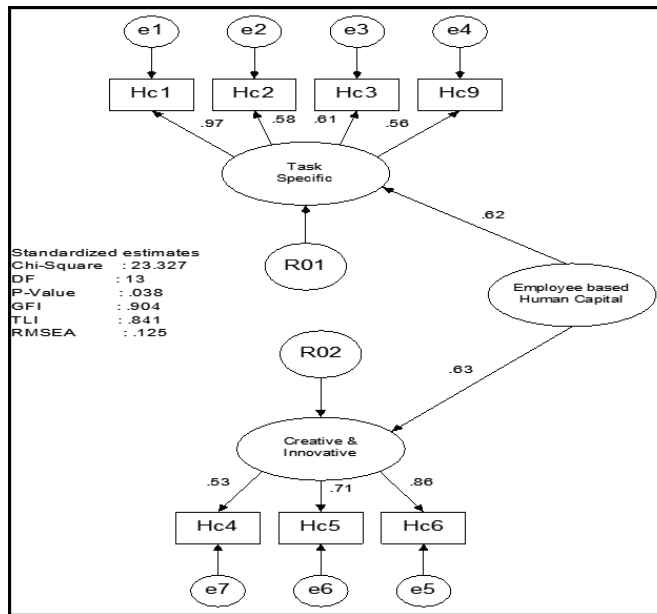 e1 e2 e3 e4
Hc1 Hc2 Hc3 Hc9
.97 .58 .61 .56
Task
Specific
.62
R01
Standardized estimates
Chi-Square : 23.327
DF : 13
P-Value : .038
GFI : .904
TLI : .841
RMSEA : .125
Employee based
Human Capital
R02
.63
Creative &
Innovative
.53 .71 .86
Hc4 Hc5 Hc6
e7 e6 e5